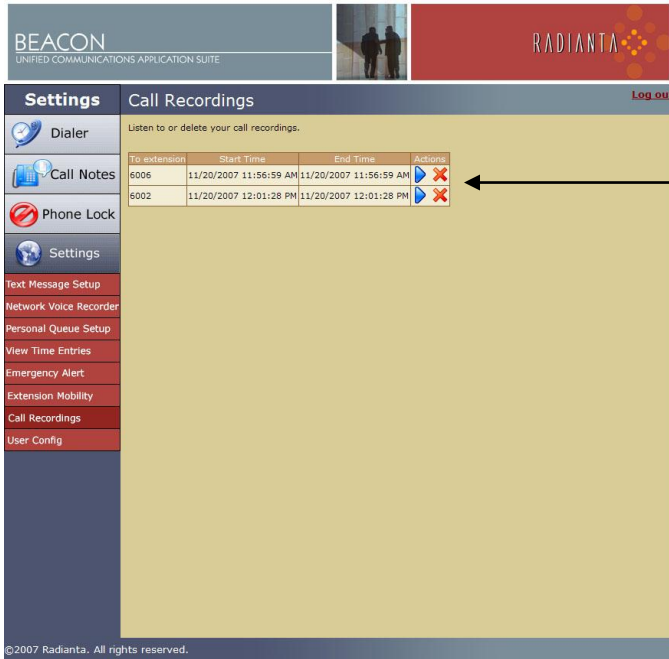 BEACON
UNIFIED COMMUNICATIONS APPLICATION SUITE
RADIANTA
Settings
Call Recordings
Log ou
Dialer
Call Notes
Phone Lock
Settings
Text Message Setup
Network Voice Recorder
Personal Queue Setup
View Time Entries
Emergency Alert
Extension Mobility
Call Recordings
User Config
Listen to or delete your call recordings.
To extension Start Time End Time Actions
6006 11/20/2007 11:56:59 AM 11/20/2007 11:56:59 AM
6002 11/20/2007 12:01:28 PM 11/20/2007 12:01:28 PM
©2007 Radianta. All rights reserved.